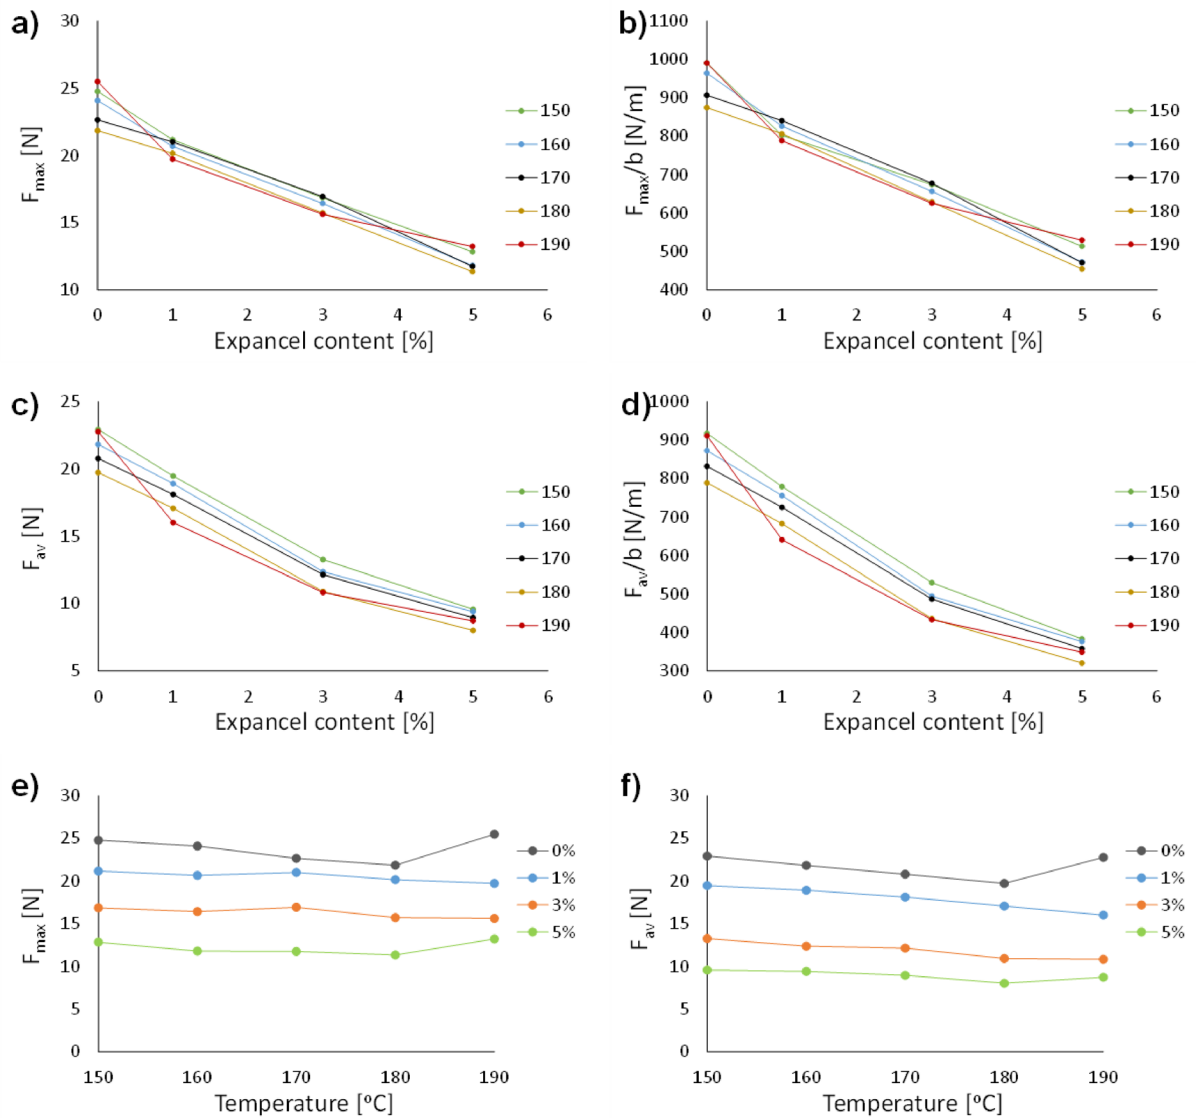 a)
30
25
20
15
10
F_max [N]
0 1 2 3 4 5 6
Expancel content [%]
150
160
170
180
190
b)
1100
1000
900
800
700
600
500
400
F_max/b [N/m]
0 1 2 3 4 5 6
Expancel content [%]
150
160
170
180
190
c)
25
20
15
10
5
F_av [N]
0 1 2 3 4 5 6
Expancel content [%]
150
160
170
180
190
d)
1000
900
800
700
600
500
400
300
F_av/b [N/m]
0 1 2 3 4 5 6
Expancel content [%]
150
160
170
180
190
e)
30
25
20
15
10
5
0
F_max [N]
150 160 170 180 190
Temperature [ºC]
0%
1%
3%
5%
f)
30
25
20
15
10
5
0
F_av [N]
150 160 170 180 190
Temperature [ºC]
0%
1%
3%
5%